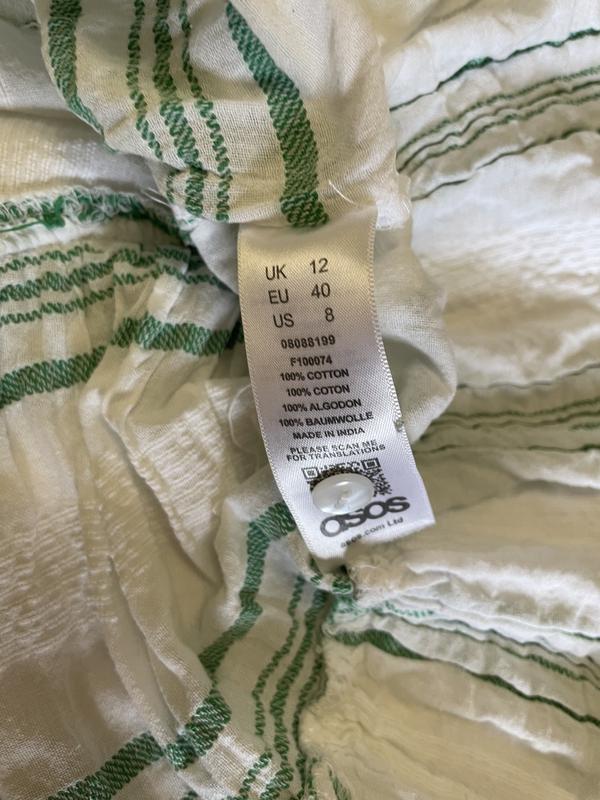 UK 12
EU 40
US 8
08088199
F100074
100% COTTON
100% COTON
100% ALGODON
100% BAUMWOLLE
MADE IN INDIA
PLEASE SCAN ME
FOR TRANSLATIONS
asos
asos.com Ltd